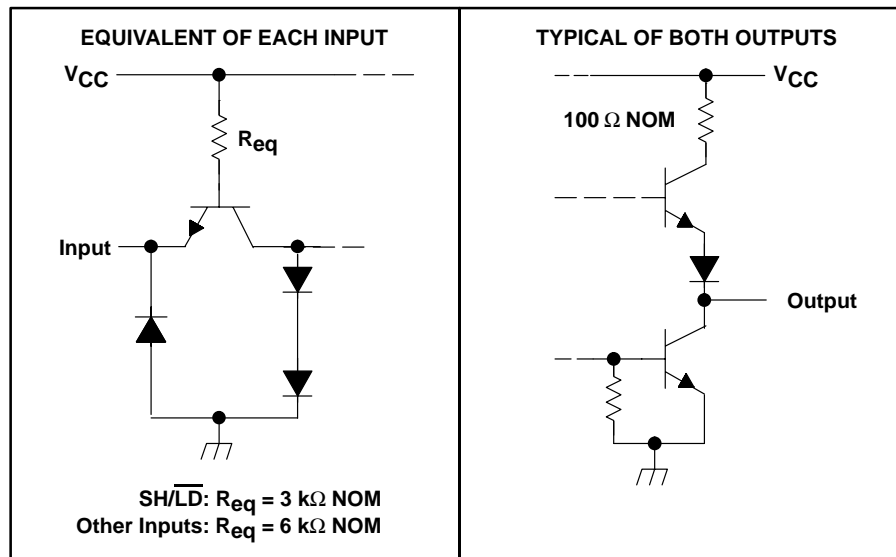 EQUIVALENT OF EACH INPUT
VCC
Req
Input
SH/L̅D̅: Req = 3 kΩ NOM
Other Inputs: Req = 6 kΩ NOM
TYPICAL OF BOTH OUTPUTS
VCC
100 Ω NOM
Output